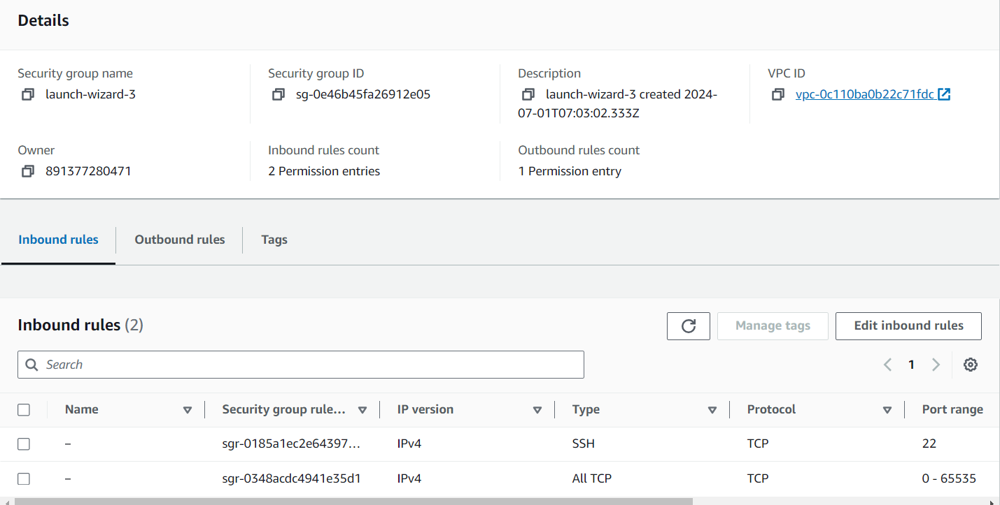 Details
Security group name
launch-wizard-3
Security group ID
sg-0e46b45fa26912e05
Description
launch-wizard-3 created 2024-
07-01T07:03:02.333Z
VPC ID
vpc-0c110ba0b22c71fdc
Owner
891377280471
Inbound rules count
2 Permission entries
Outbound rules count
1 Permission entry
Inbound rules Outbound rules Tags
Inbound rules (2)
Manage tags Edit inbound rules
Search
1
Name Security group rule... IP version Type Protocol Port range
– sgr-0185a1ec2e64397... IPv4 SSH TCP 22
– sgr-0348acdc4941e35d1 IPv4 All TCP TCP 0 - 65535